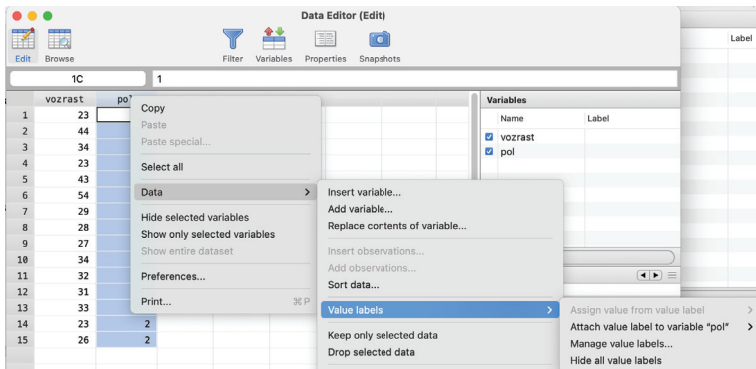 Data Editor (Edit)
Edit Browse Filter Variables Properties Snapshots
Label
1C 1
vozrast po
Variables
Name Label
vozrast
pol
1 23
2 44
3 34
4 23
5 43
6 54
7 29
8 28
9 27
10 34
11 32
12 31
13 33
14 23 2
15 26 2
Copy
Paste
Paste special...
Select all
Data
Hide selected variables
Show only selected variables
Show entire dataset
Preferences...
Print... ⌘P
Insert variable...
Add variable...
Replace contents of variable...
Insert observations...
Add observations...
Sort data...
Value labels
Keep only selected data
Drop selected data
Assign value from value label
Attach value label to variable "pol"
Manage value labels...
Hide all value labels